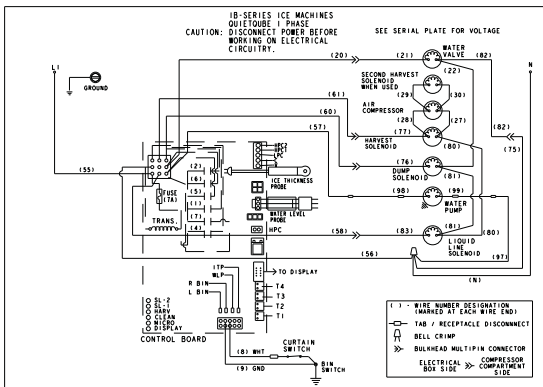 IB-SERIES ICE MACHINES
QUIETQUBE 1 PHASE
CAUTION: DISCONNECT POWER BEFORE
WORKING ON ELECTRICAL
CIRCUITRY.
SEE SERIAL PLATE FOR VOLTAGE
L1
GROUND
(20)
(21)
WATER
VALVE
(82)
N
(22)
SECOND HARVEST
SOLENOID
WHEN USED
(61)
(29)
(30)
(60)
AIR
COMPRESSOR
(57)
(28)
(27)
(82)
HPC2
HPC1
LPC
(77)
HARVEST
SOLENOID
(80)
(75)
(55)
(2)
(6)
(5)
(1)
(7)
(4)
ICE THICKNESS
PROBE
(76)
DUMP
SOLENOID
(81)
FUSE
(7A)
TRANS.
(98)
(99)
WATER
PUMP
WATER LEVEL
PROBE
HPC
(58)
(83)
(81)
(80)
LIQUID
LINE
SOLENOID
(56)
(97)
(N)
ITP
WLP
R BIN
L BIN
TO DISPLAY
T4
T3
T2
T1
SL-2
SL-1
HARV
CLEAN
MICRO
DISPLAY
CONTROL BOARD
CURTAIN
SWITCH
(8) WHT
(9) GND
BIN
SWITCH
( ) - WIRE NUMBER DESIGNATION
(MARKED AT EACH WIRE END)
TAB / RECEPTACLE DISCONNNECT
BELL CRIMP
BULKHEAD MULTIPIN CONNECTOR
ELECTRICAL
BOX SIDE
COMPRESSOR
COMPARTMENT
SIDE